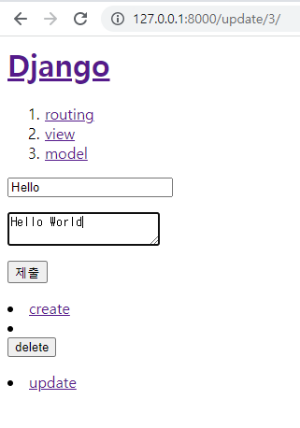 127.0.0.1:8000/update/3/
Django
1. routing
2. view
3. model
Hello
Hello World
제출
create
delete
update